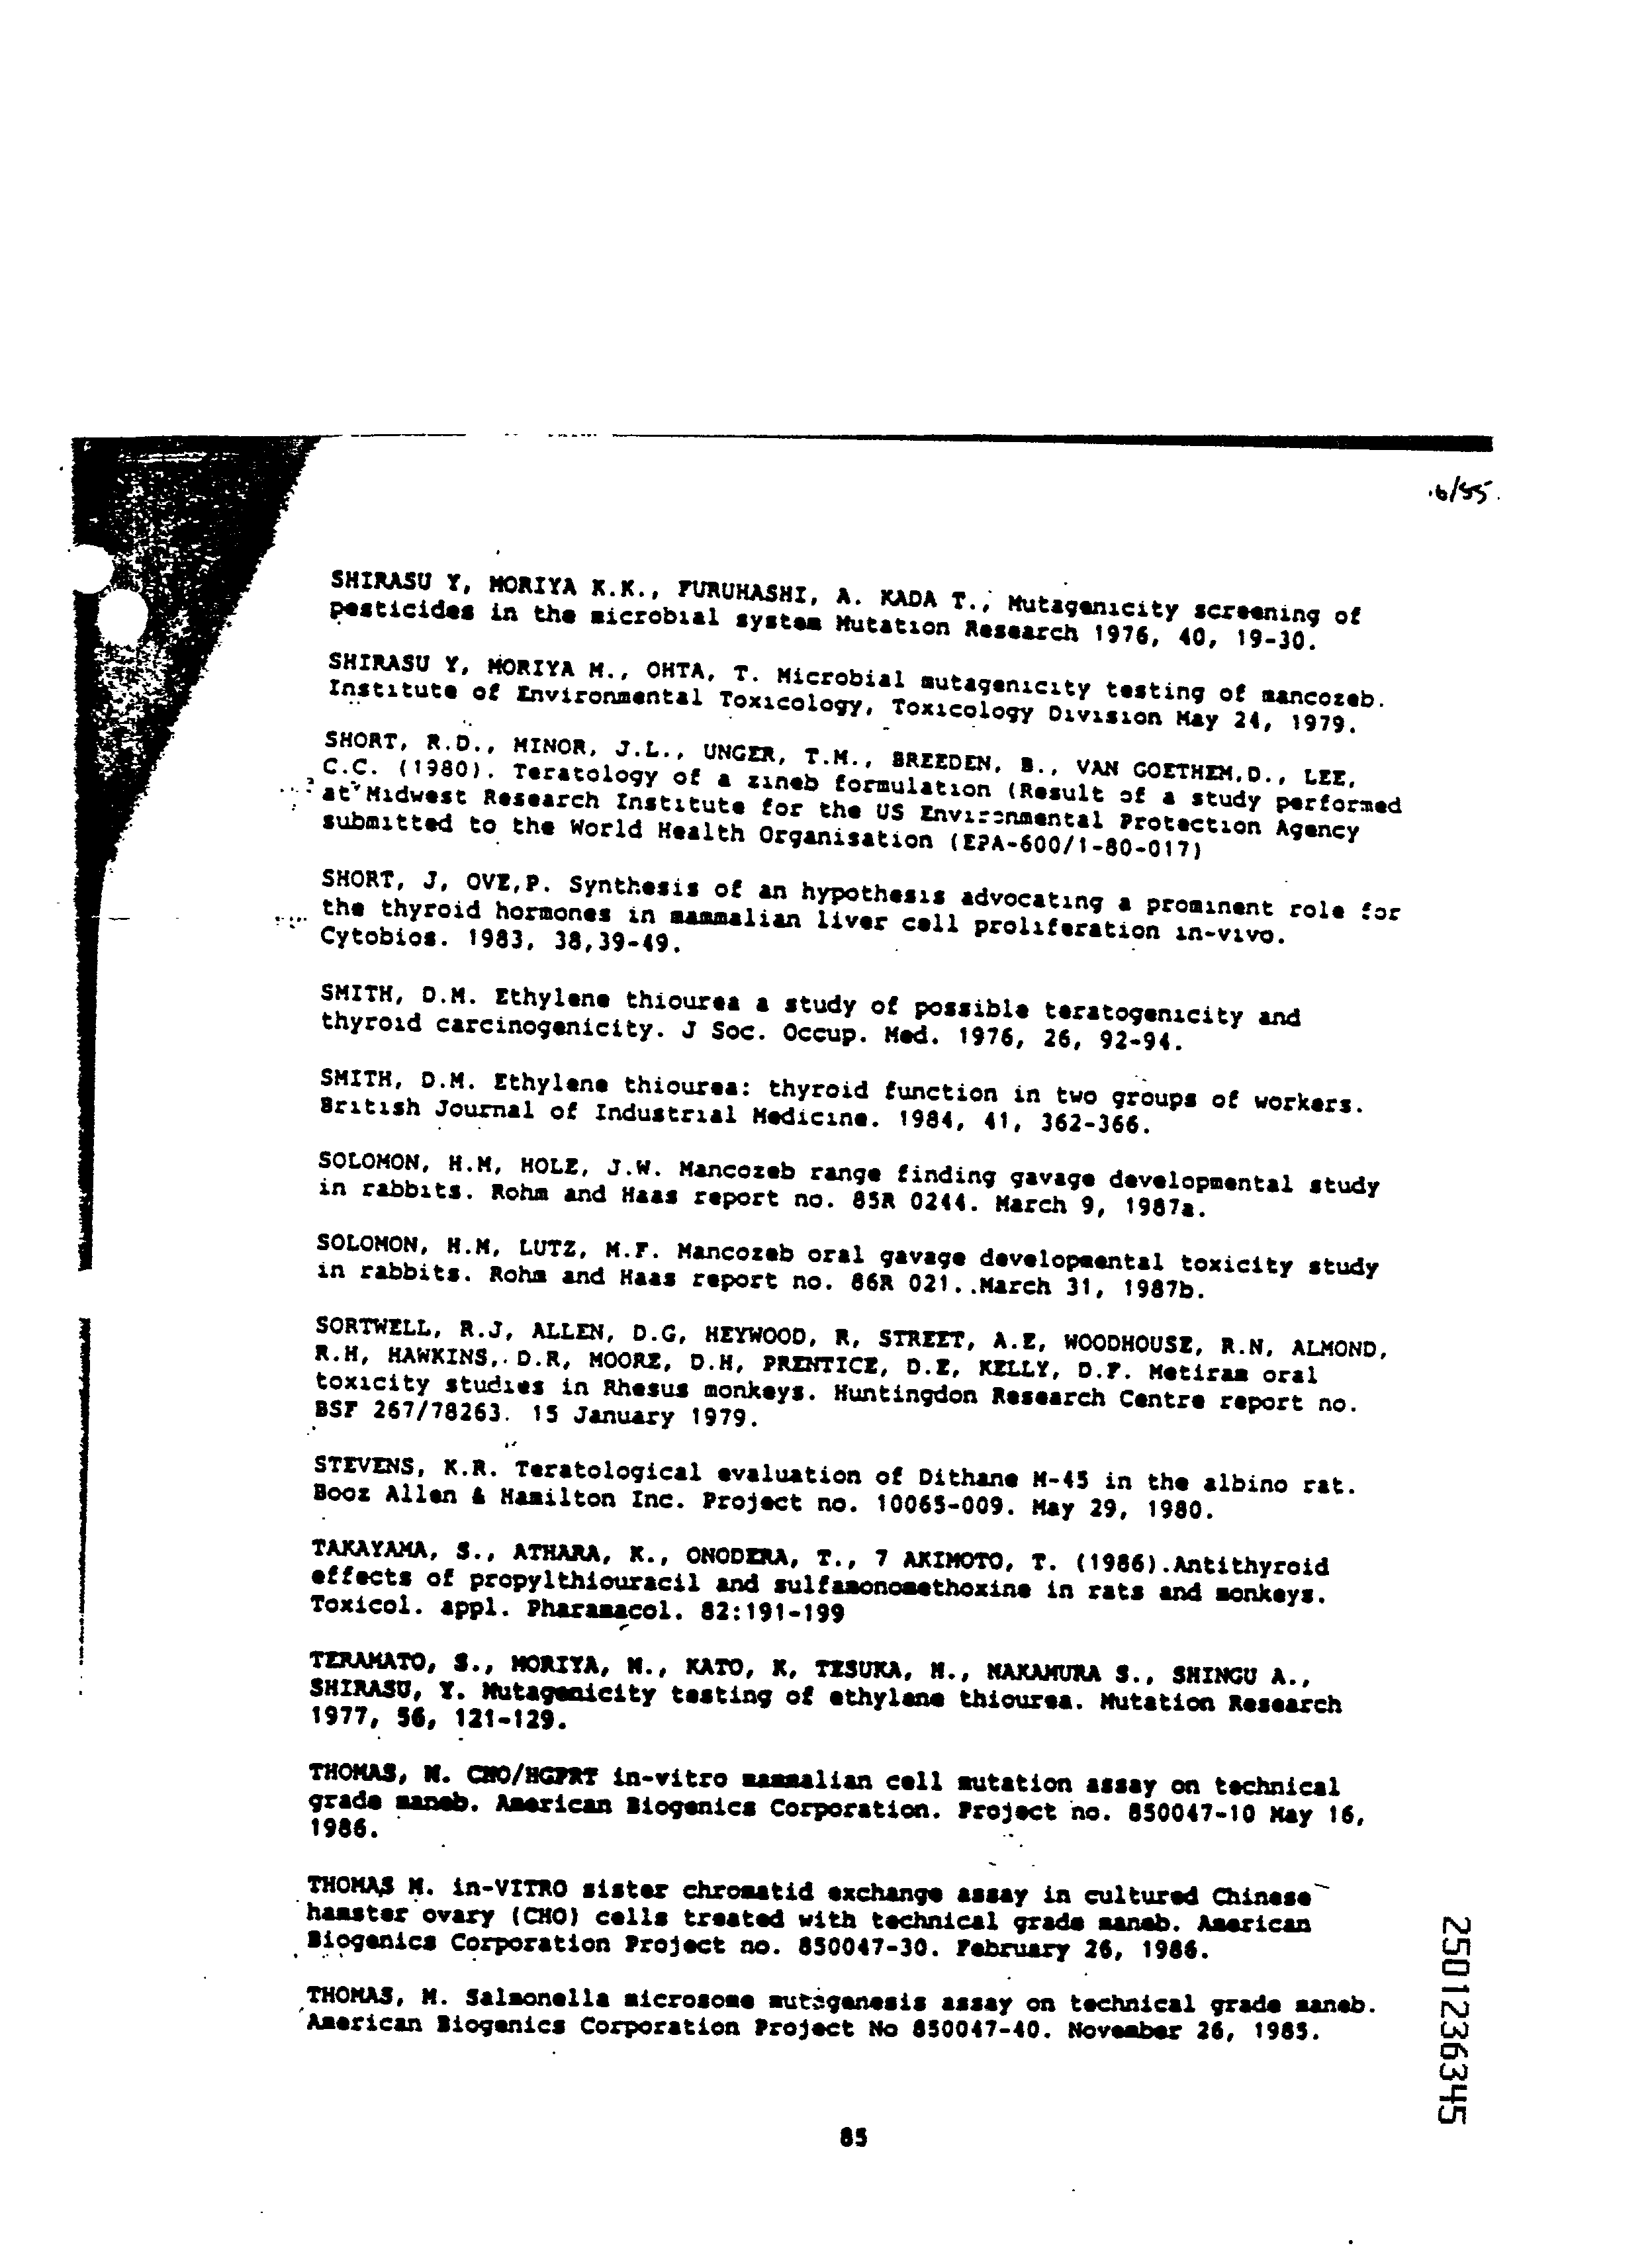 .6/55.
SHIRASU Y, MORIYA K.K., FURUHASHI, A. KADA T., Mutagenicity screening of
pesticides in the microbial system Mutation Research 1976, 40, 19-30.
SHIRASU Y, MORIYA M., OHTA, T. Microbial mutagenicity testing of mancozeb.
Institute of Environmental Toxicology, Toxicology Division May 24, 1979.
SHORT, R.D., MINOR, J.L., UNGER, T.M., BREEDEN, B., VAN GOETHEM,D., LEE,
C.C. (1980). Teratology of a zineb formulation (Result of a study performed
at Midwest Research Institute for the US Environmental Protection Agency
submitted to the World Health Organisation (EPA-600/1-80-017)
SHORT, J, OVE,P. Synthesis of an hypothesis advocating a prominent role for
the thyroid hormones in mammalian liver cell proliferation in-vivo.
Cytobios. 1983, 38,39-49.
SMITH, D.M. Ethylene thiourea a study of possible teratogenicity and
thyroid carcinogenicity. J Soc. Occup. Med. 1976, 26, 92-94.
SMITH, D.M. Ethylene thiourea: thyroid function in two groups of workers.
British Journal of Industrial Medicine. 1984, 41, 362-366.
SOLOMON, H.M, HOLZ, J.W. Mancozeb range finding gavage developmental study
in rabbits. Rohm and Haas report no. 85R 0244. March 9, 1987a.
SOLOMON, H.M, LUTZ, M.F. Mancozeb oral gavage developmental toxicity study
in rabbits. Rohm and Haas report no. 86R 021..March 31, 1987b.
SORTWELL, R.J, ALLEN, D.G, HEYWOOD, R, STREET, A.E, WOODHOUSE, R.N, ALMOND,
R.H, HAWKINS, D.R, MOORE, D.H, PRENTICE, D.E, KELLY, D.F. Metiram oral
toxicity studies in Rhesus monkeys. Huntingdon Research Centre report no.
BSF 267/78263. 15 January 1979.
STEVENS, K.R. Teratological evaluation of Dithane M-45 in the albino rat.
Booz Allen & Hamilton Inc. Project no. 10065-009. May 29, 1980.
TAKAYAMA, S., ATHARA, K., ONODERA, T., 7 AKIMOTO, T. (1986).Antithyroid
effects of propylthiouracil and sulfamonomethoxine in rats and monkeys.
Toxicol. appl. Pharamacol. 82:191-199
TERAMATO, S., MORIYA, M., KATO, K, TESUKA, H., NAKAMURA S., SHINGU A.,
SHIRASU, Y. Mutagenicity testing of ethylene thiourea. Mutation Research
1977, 56, 121-129.
THOMAS, M. CHO/HGPRT in-vitro mammalian cell mutation assay on technical
grade maneb. American Biogenics Corporation. Project no. 850047-10 May 16,
1986.
THOMAS M. in-VITRO sister chromatid exchange assay in cultured Chinese
hamster ovary (CHO) cells treated with technical grade maneb. American
Biogenics Corporation Project no. 850047-30. February 26, 1986.
THOMAS, M. Salmonella microsome mutagenesis assay on technical grade maneb.
American Biogenics Corporation Project No 850047-40. November 26, 1985.
85
2501236345